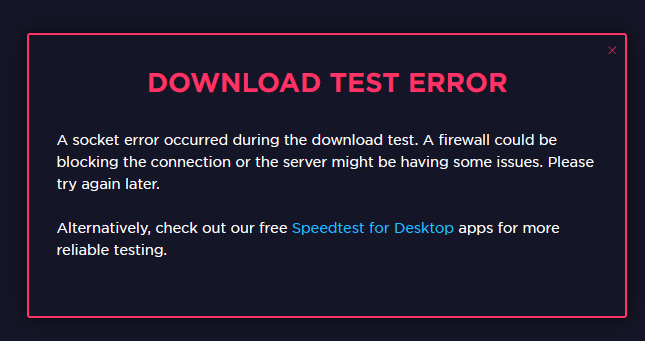 DOWNLOAD TEST ERROR
A socket error occurred during the download test. A firewall could be
blocking the connection or the server might be having some issues. Please
try again later.
Alternatively, check out our free Speedtest for Desktop apps for more
reliable testing.